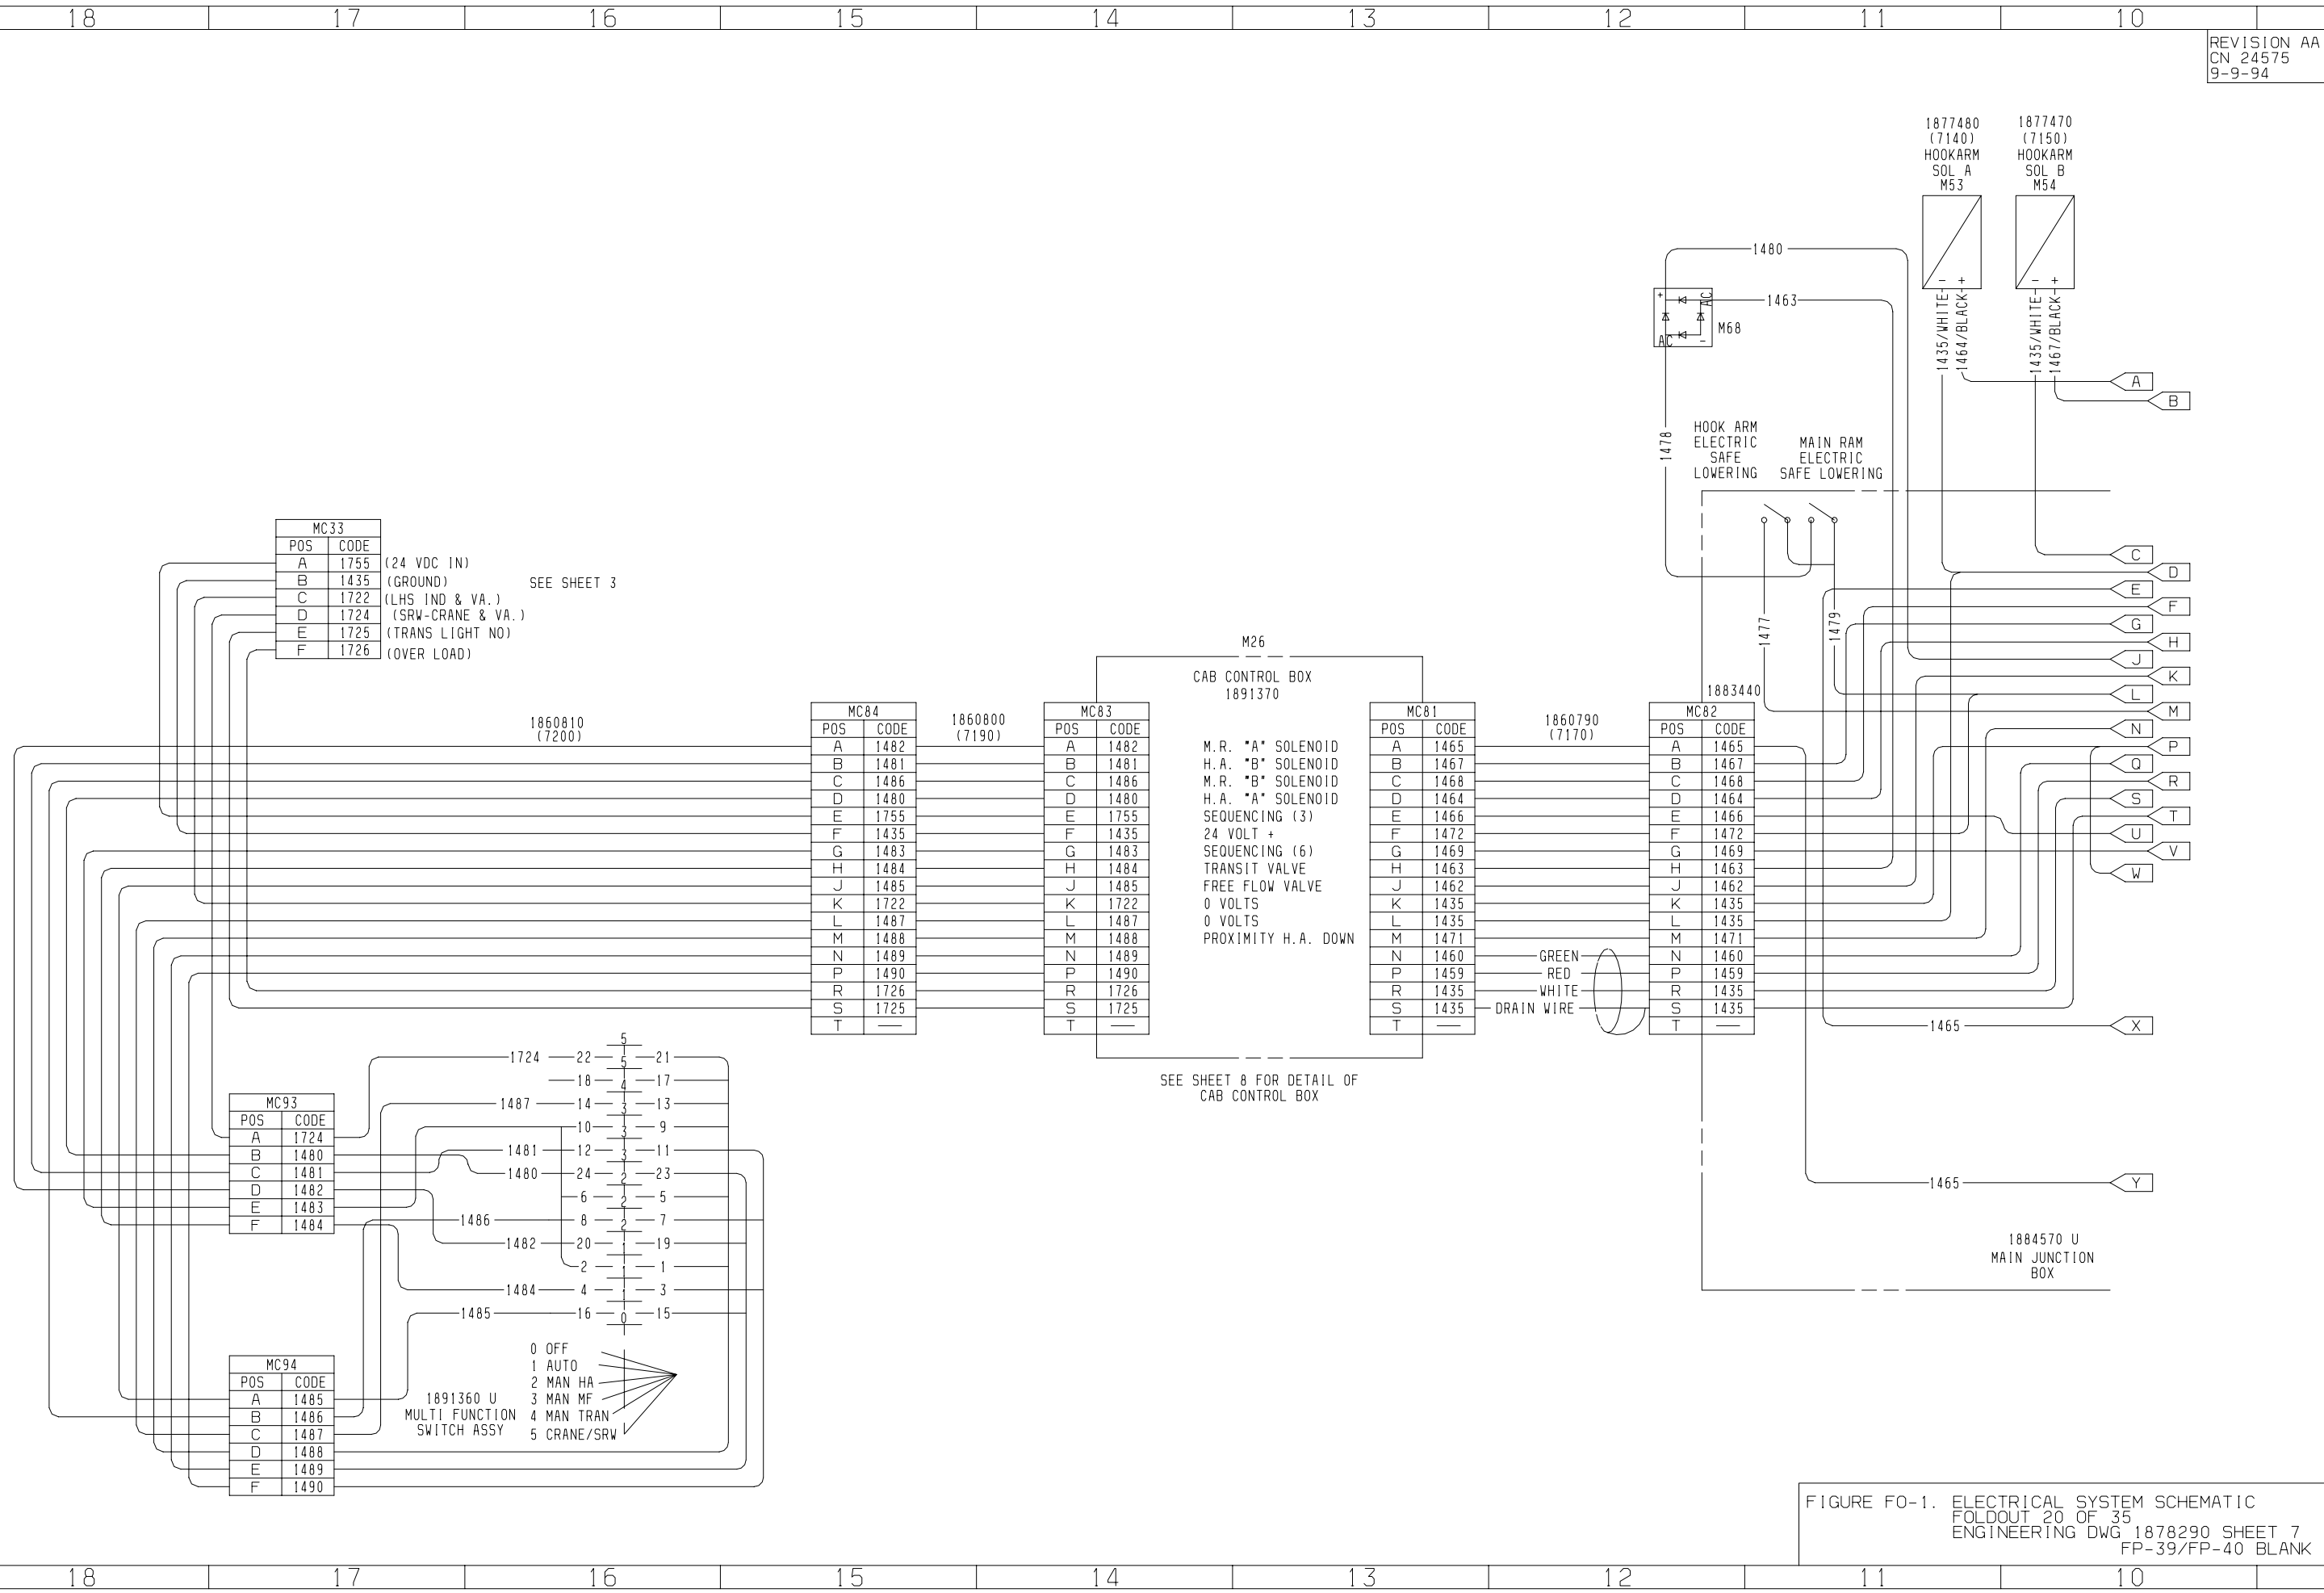 18 17 16 15 14 13 12 11 10
REVISION AA
CN 24575
9-9-94
1877480
(7140)
HOOKARM
SOL A
M53
- +
1435/WHITE
1464/BLACK
1877470
(7150)
HOOKARM
SOL B
M54
- +
1435/WHITE
1467/BLACK
1480
1463
+ AC
AC -
M68
1478
HOOK ARM
ELECTRIC
SAFE
LOWERING
MAIN RAM
ELECTRIC
SAFE LOWERING
1477
1479
A
B
C
D
E
F
G
H
J
K
L
M
N
P
Q
R
S
T
U
V
W
1465 X
1465 Y
MC33
POS CODE
A 1755 (24 VDC IN)
B 1435 (GROUND)
C 1722 (LHS IND & VA.)
D 1724 (SRW-CRANE & VA.)
E 1725 (TRANS LIGHT NO)
F 1726 (OVER LOAD)
SEE SHEET 3
1860810
(7200)
MC84
POS CODE
A 1482
B 1481
C 1486
D 1480
E 1755
F 1435
G 1483
H 1484
J 1485
K 1722
L 1487
M 1488
N 1489
P 1490
R 1726
S 1725
T —
1860800
(7190)
MC83
POS CODE
A 1482
B 1481
C 1486
D 1480
E 1755
F 1435
G 1483
H 1484
J 1485
K 1722
L 1487
M 1488
N 1489
P 1490
R 1726
S 1725
T —
M26
CAB CONTROL BOX
1891370
M.R. "A" SOLENOID
H.A. "B" SOLENOID
M.R. "B" SOLENOID
H.A. "A" SOLENOID
SEQUENCING (3)
24 VOLT +
SEQUENCING (6)
TRANSIT VALVE
FREE FLOW VALVE
0 VOLTS
0 VOLTS
PROXIMITY H.A. DOWN
SEE SHEET 8 FOR DETAIL OF
CAB CONTROL BOX
MC81
POS CODE
A 1465
B 1467
C 1468
D 1464
E 1466
F 1472
G 1469
H 1463
J 1462
K 1435
L 1435
M 1471
N 1460
P 1459
R 1435
S 1435
T —
1860790
(7170)
GREEN
RED
WHITE
DRAIN WIRE
1883440
MC82
POS CODE
A 1465
B 1467
C 1468
D 1464
E 1466
F 1472
G 1469
H 1463
J 1462
K 1435
L 1435
M 1471
N 1460
P 1459
R 1435
S 1435
T —
1884570 U
MAIN JUNCTION
BOX
MC93
POS CODE
A 1724
B 1480
C 1481
D 1482
E 1483
F 1484
MC94
POS CODE
A 1485
B 1486
C 1487
D 1488
E 1489
F 1490
5
1724 22 5 21
18 4 17
1487 14 3 13
10 3 9
1481 12 3 11
1480 24 2 23
6 2 5
1486 8 2 7
1482 20 1 19
2 1 1
1484 4 1 3
1485 16 0 15
1891360 U
MULTI FUNCTION
SWITCH ASSY
0 OFF
1 AUTO
2 MAN HA
3 MAN MF
4 MAN TRAN
5 CRANE/SRW
FIGURE FO-1. ELECTRICAL SYSTEM SCHEMATIC
FOLDOUT 20 OF 35
ENGINEERING DWG 1878290 SHEET 7
FP-39/FP-40 BLANK
18 17 16 15 14 13 12 11 10